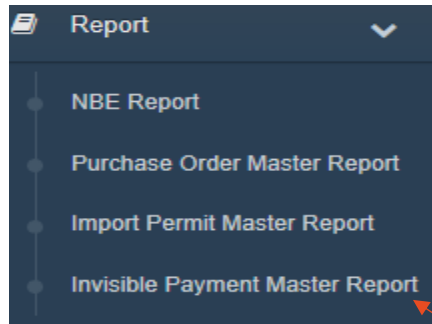 Report
NBE Report
Purchase Order Master Report
Import Permit Master Report
Invisible Payment Master Report